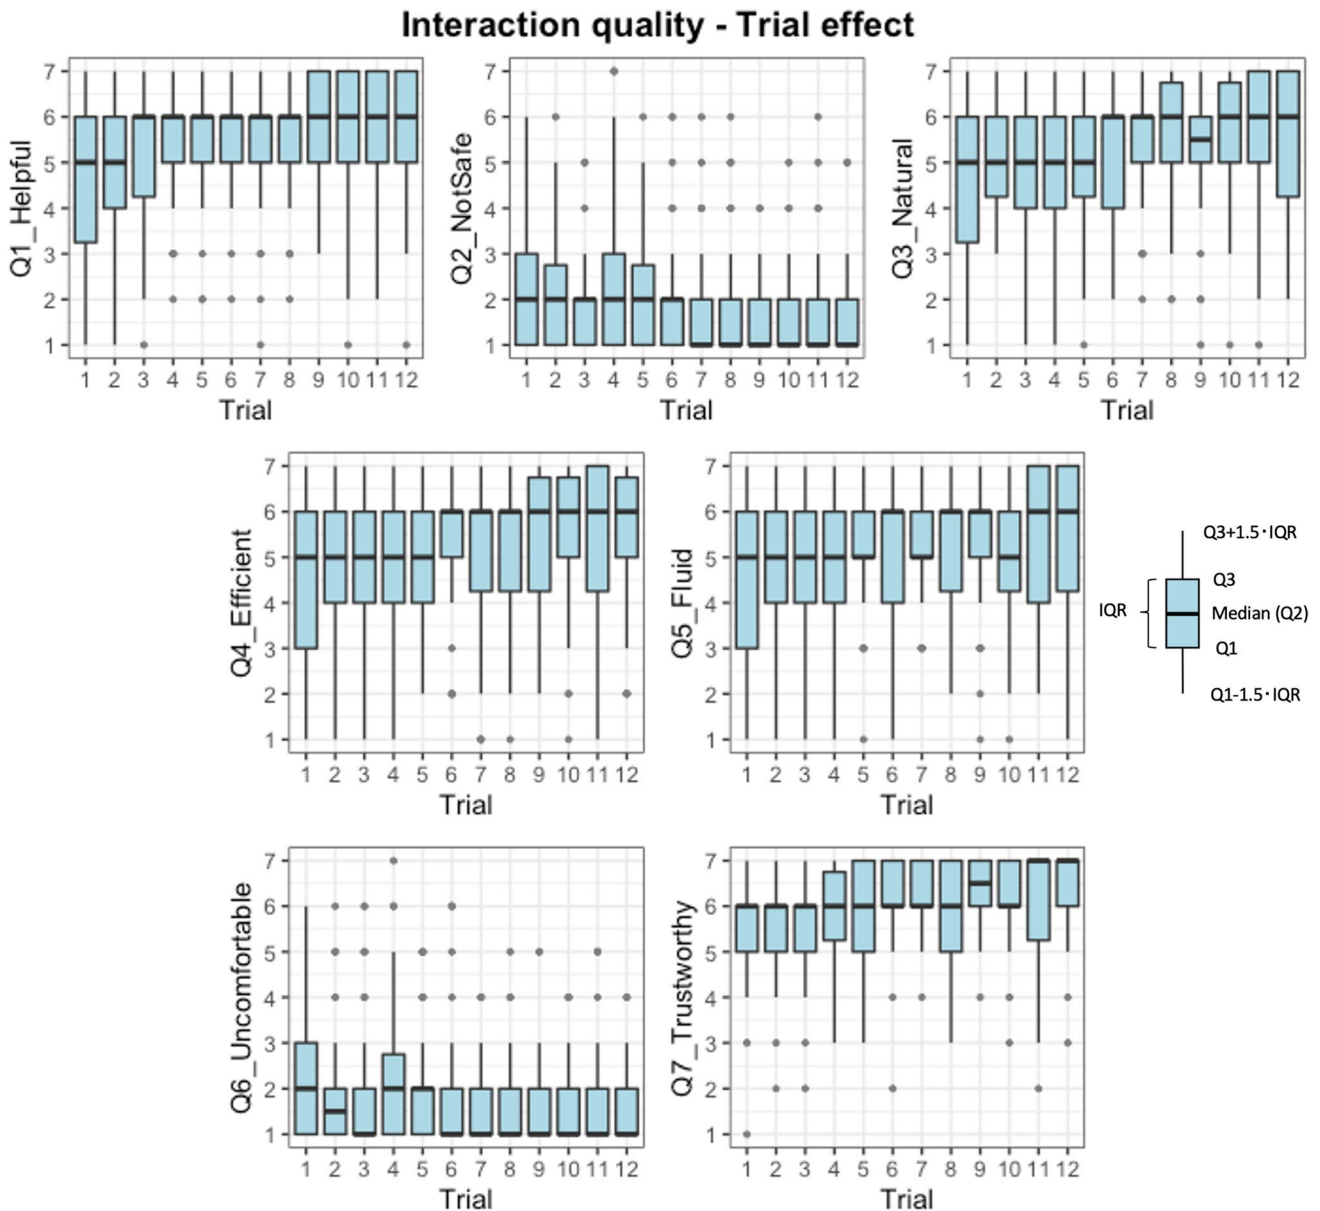 Interaction quality - Trial effect
Q1_Helpful
7
6
5
4
3
2
1
1 2 3 4 5 6 7 8 9 10 11 12
Trial
Q2_NotSafe
7
6
5
4
3
2
1
1 2 3 4 5 6 7 8 9 10 11 12
Trial
Q3_Natural
7
6
5
4
3
2
1
1 2 3 4 5 6 7 8 9 10 11 12
Trial
Q4_Efficient
7
6
5
4
3
2
1
1 2 3 4 5 6 7 8 9 10 11 12
Trial
Q5_Fluid
7
6
5
4
3
2
1
1 2 3 4 5 6 7 8 9 10 11 12
Trial
Q3+1.5·IQR
Q3
IQR
Median (Q2)
Q1
Q1-1.5·IQR
Q6_Uncomfortable
7
6
5
4
3
2
1
1 2 3 4 5 6 7 8 9 10 11 12
Trial
Q7_Trustworthy
7
6
5
4
3
2
1
1 2 3 4 5 6 7 8 9 10 11 12
Trial